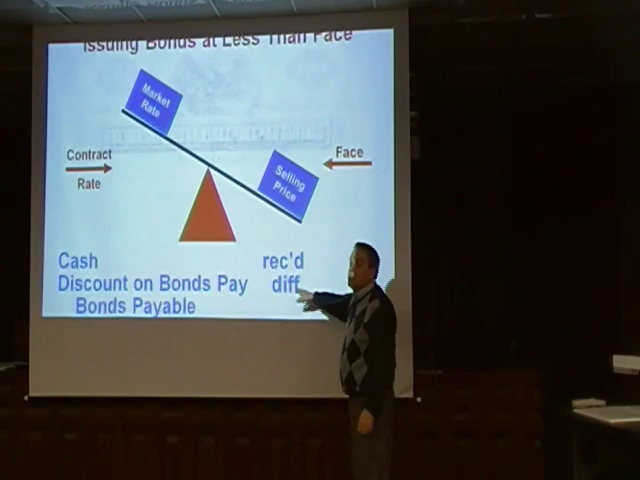 Issuing Bonds at Less Than Face
Market
Rate
Contract
Rate
Face
Selling
Price
Cash rec'd
Discount on Bonds Pay diff
Bonds Payable